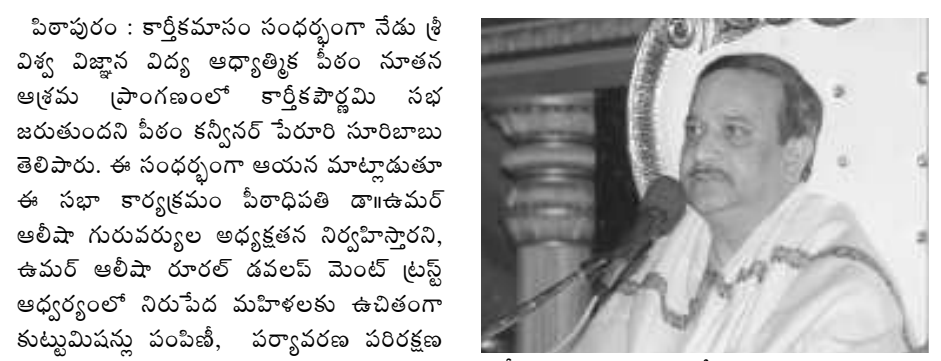 పిఠాపురం : కార్తీకమాసం సంధర్భంగా నేడు శ్రీ
విశ్వ విజ్ఞాన విద్య ఆధ్యాత్మిక పీఠం నూతన
ఆశ్రమ ప్రాంగణంలో కార్తీకపౌర్ణమి సభ
జరుతుందని పీఠం కన్వీనర్ పేరూరి సూరిబాబు
తెలిపారు. ఈ సంధర్భంగా ఆయన మాట్లాడుతూ
ఈ సభా కార్యక్రమం పీఠాధిపతి డా॥ఉమర్
ఆలీషా గురువర్యుల అధ్యక్షతన నిర్వహిస్తారని,
ఉమర్ ఆలీషా రూరల్ డవలప్ మెంట్ ట్రస్ట్
ఆధ్వర్యంలో నిరుపేద మహిళలకు ఉచితంగా
కుట్టుమిషన్లు పంపిణీ, పర్యావరణ పరిరక్షణ